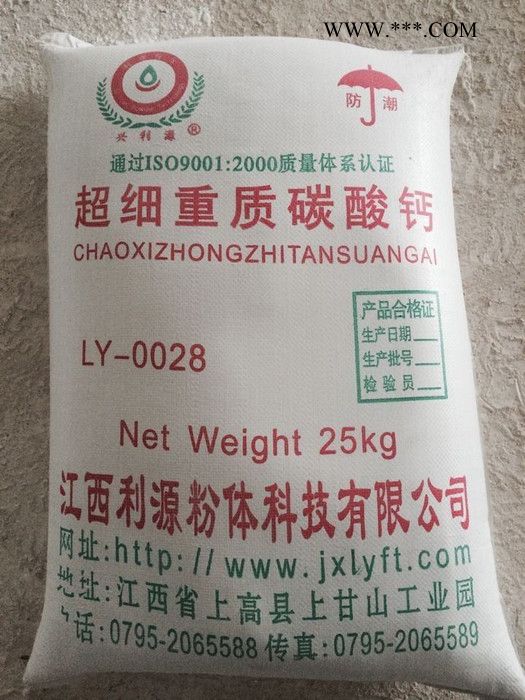 WWW.***.COM
兴利源®
防潮
通过ISO9001:2000质量体系认证
超细重质碳酸钙
CHAOXIZHONGZHITANSUANGAI
产品合格证
生产日期
生产批号
检验员
LY-0028
Net Weight 25kg
江西利源粉体科技有限公司
网址:http://www.jxlyft.com
地址:江西省上高县上甘山工业园
话:0795-2065588 传真:0795-2065589